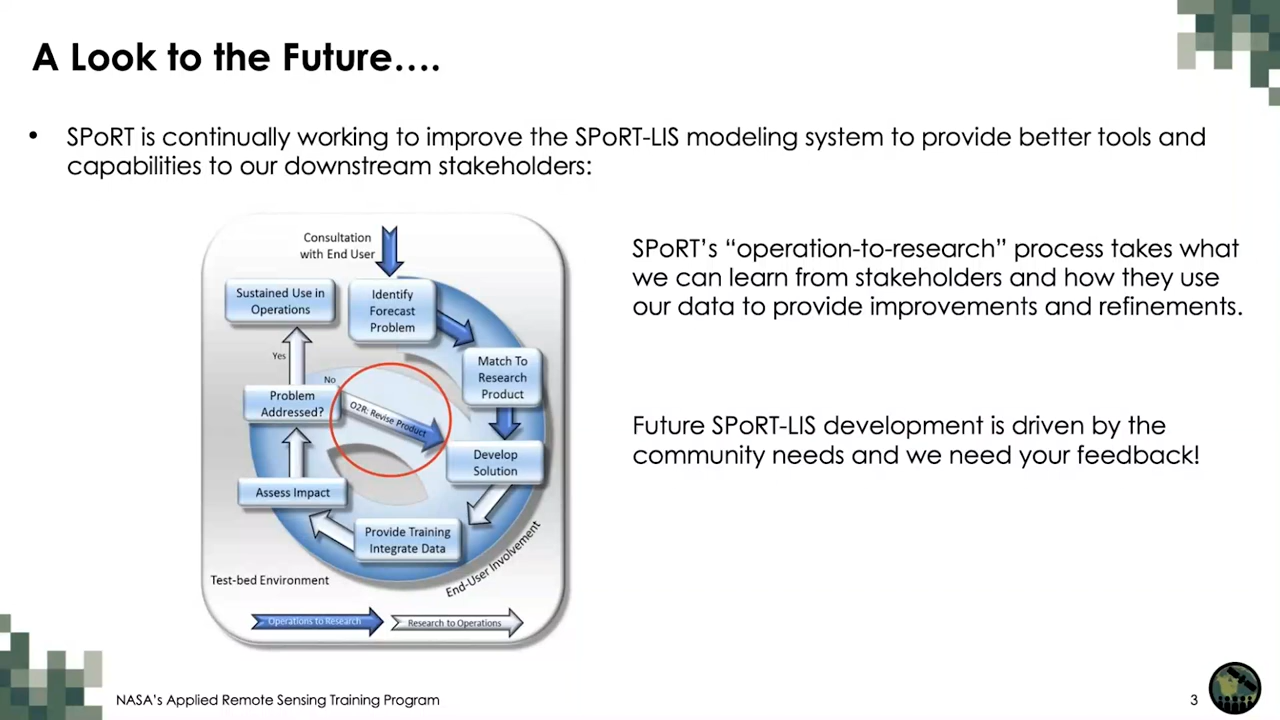 A Look to the Future....
• SPoRT is continually working to improve the SPoRT-LIS modeling system to provide better tools and
capabilities to our downstream stakeholders:
Consultation
with End User
Sustained Use in
Operations
Identify
Forecast
Problem
Yes
Match To
Research
Product
No
Problem
Addressed?
O2R: Revise Product
Develop
Solution
Assess Impact
Provide Training
Integrate Data
End-User Involvement
Test-bed Environment
Operations to Research
Research to Operations
SPoRT's “operation-to-research” process takes what
we can learn from stakeholders and how they use
our data to provide improvements and refinements.
Future SPoRT-LIS development is driven by the
community needs and we need your feedback!
NASA's Applied Remote Sensing Training Program
3